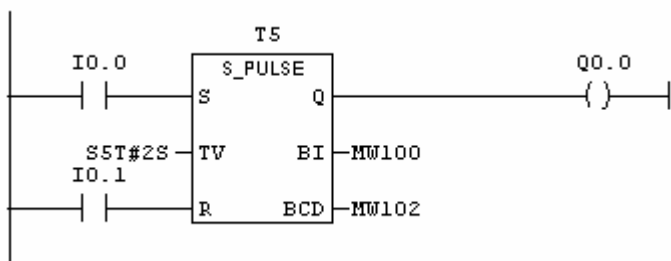 T5
I0.0
S_PULSE
Q0.0
S
Q
S5T#2S
TV
BI
MW100
I0.1
R
BCD
MW102